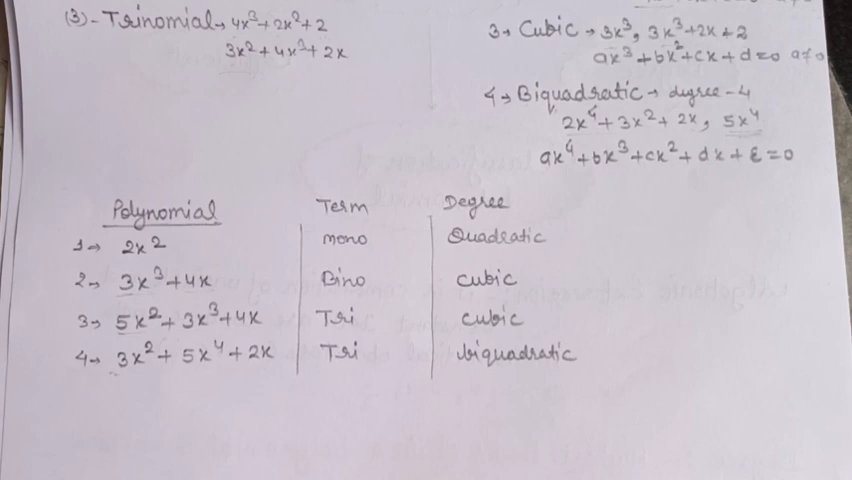 (3)- Trinomial→ 4x³+2x²+2
3x²+4x³+2x
3→ Cubic → 3x³, 3x³+2x+2
ax³+bx²+cx+d=0 a≠0
4→ Biquadratic → degree-4
2x⁴+3x²+2x, 5x⁴
ax⁴+bx³+cx²+dx+e=0
Polynomial Term Degree
1→ 2x² mono Quadratic
2→ 3x³+4x Bino cubic
3→ 5x²+3x³+4x Tri cubic
4→ 3x²+5x⁴+2x Tri biquadratic